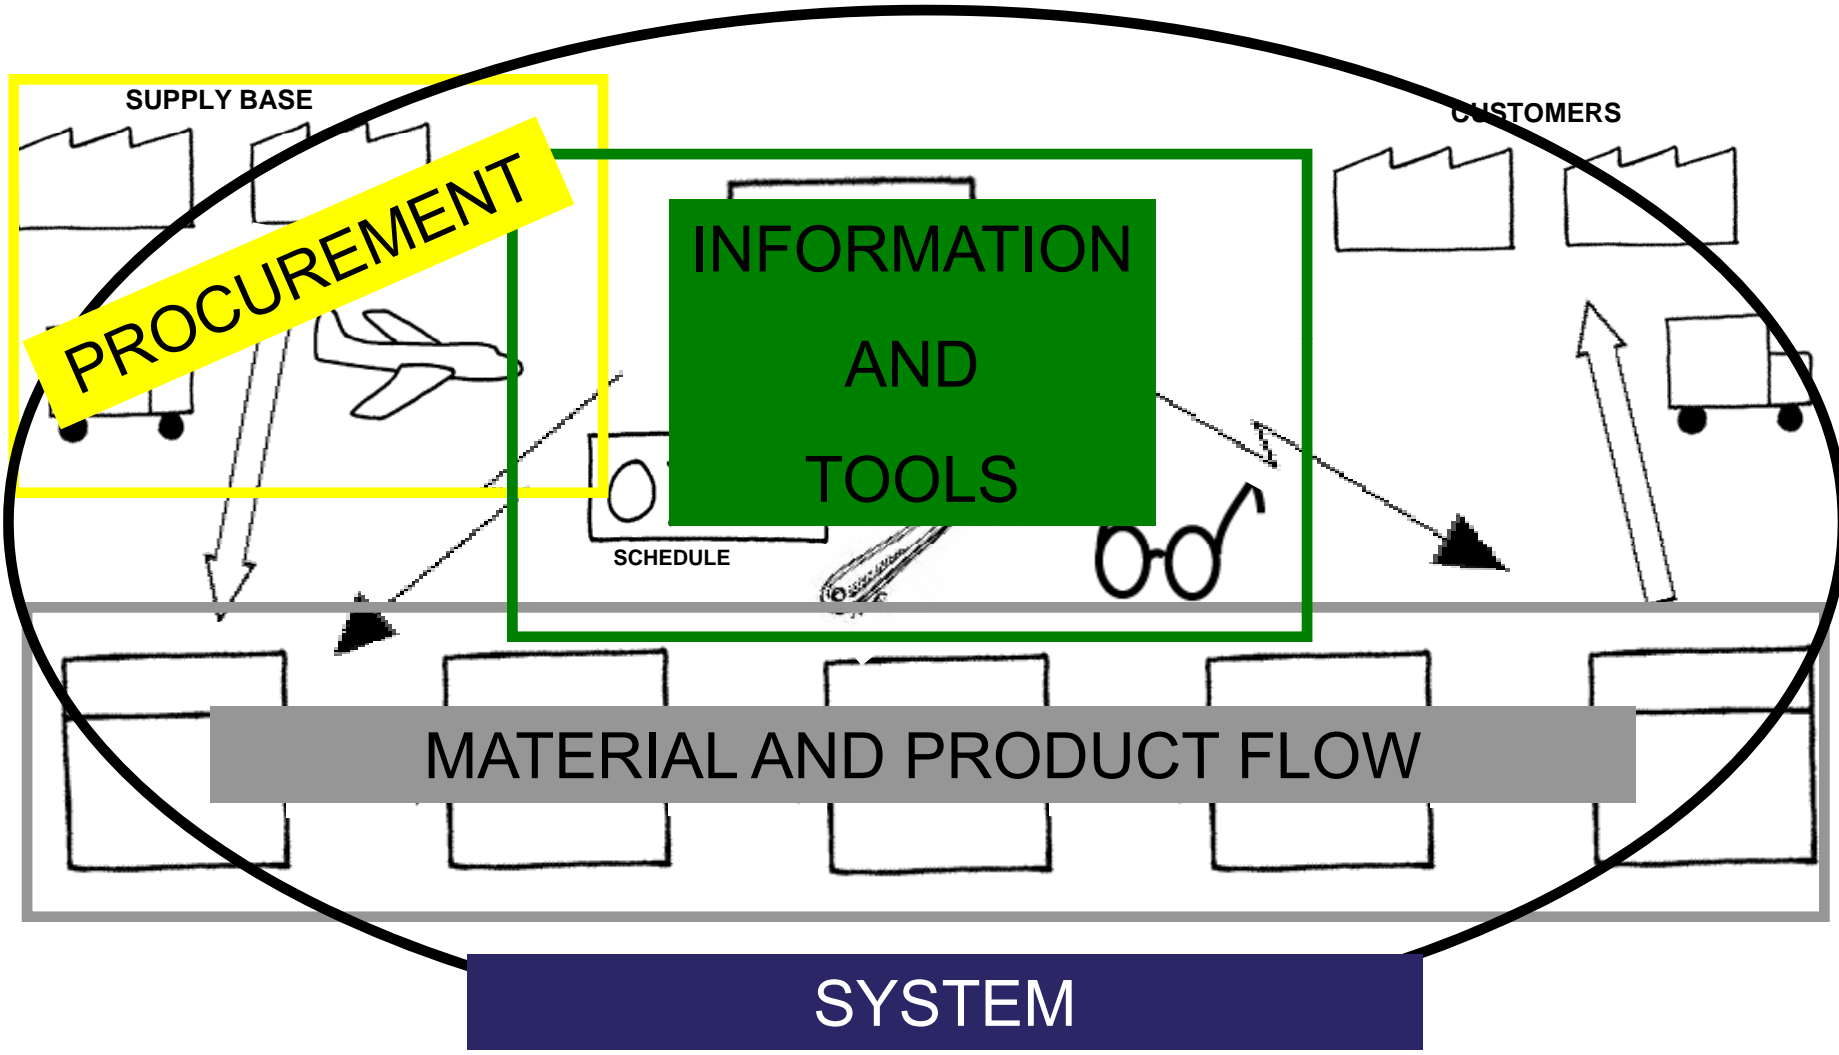 SUPPLY BASE
CUSTOMERS
PROCUREMENT
INFORMATION
AND
TOOLS
SCHEDULE
MATERIAL AND PRODUCT FLOW
SYSTEM